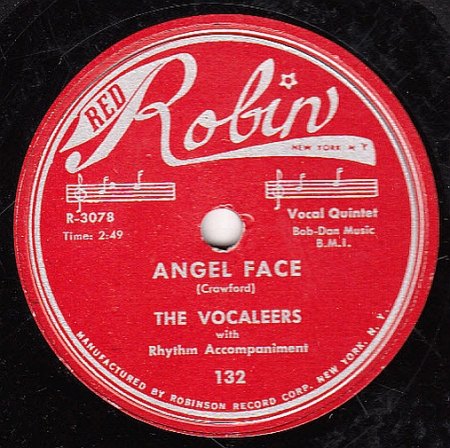 RED
Robin
NEW YORK N Y
R-3078
Time: 2:49
Vocal Quintet
Bob-Dan Music
B.M.I.
ANGEL FACE
(Crawford)
THE VOCALEERS
with
Rhythm Accompaniment
132
MANUFACTURED BY ROBINSON RECORD CORP. NEW YORK, N. Y.